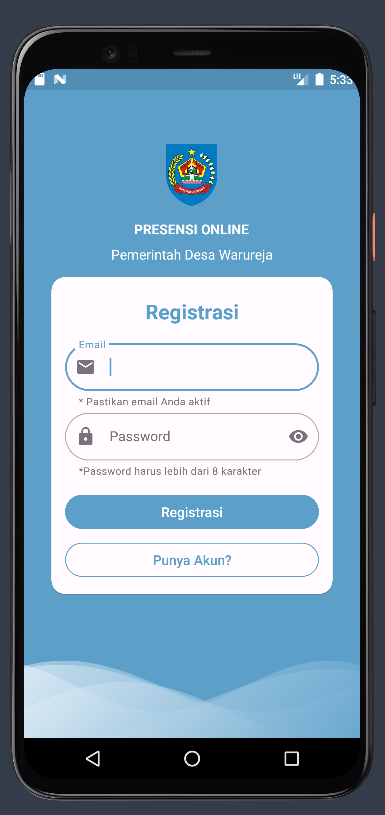 LTE 5:33
PRESENSI ONLINE
Pemerintah Desa Warureja
Registrasi
Email
* Pastikan email Anda aktif
Password
*Password harus lebih dari 8 karakter
Registrasi
Punya Akun?